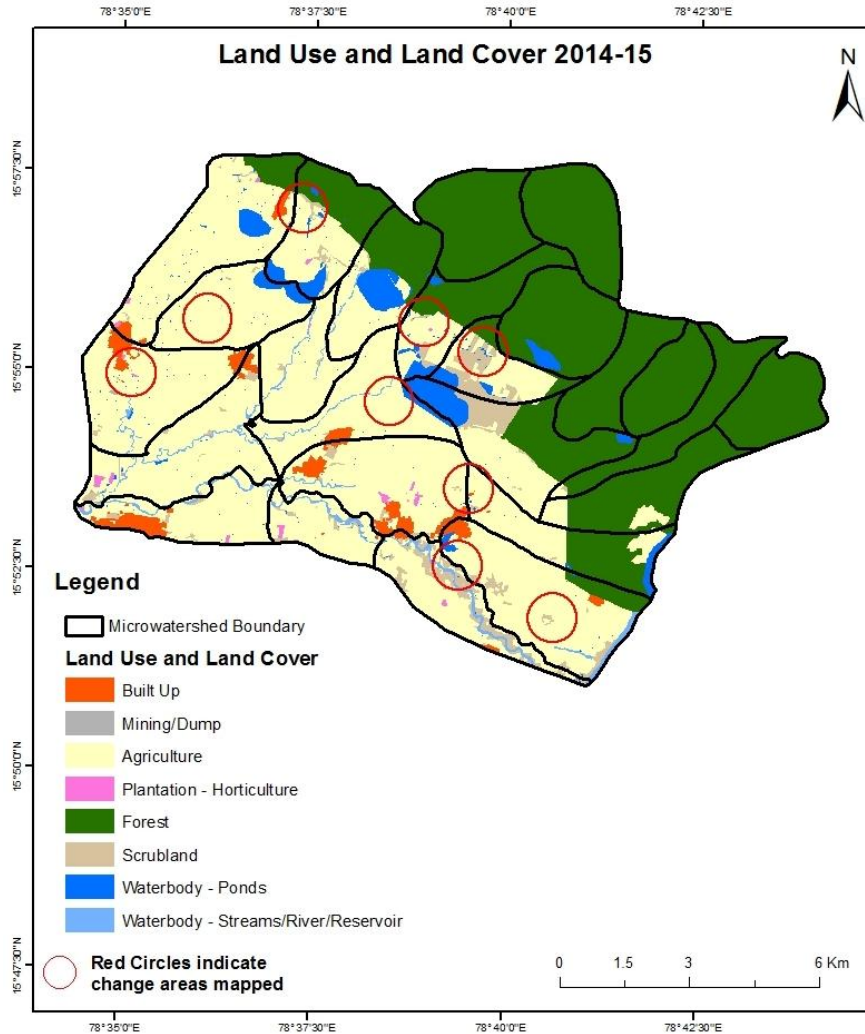 78°35'0"E 78°37'30"E 78°40'0"E 78°42'30"E
Land Use and Land Cover 2014-15
N
15°57'30"N
15°55'0"N
15°52'30"N
15°50'0"N
15°47'30"N
Legend
Microwatershed Boundary
Land Use and Land Cover
Built Up
Mining/Dump
Agriculture
Plantation - Horticulture
Forest
Scrubland
Waterbody - Ponds
Waterbody - Streams/River/Reservoir
Red Circles indicate
change areas mapped
0 1.5 3 6 Km
78°35'0"E 78°37'30"E 78°40'0"E 78°42'30"E